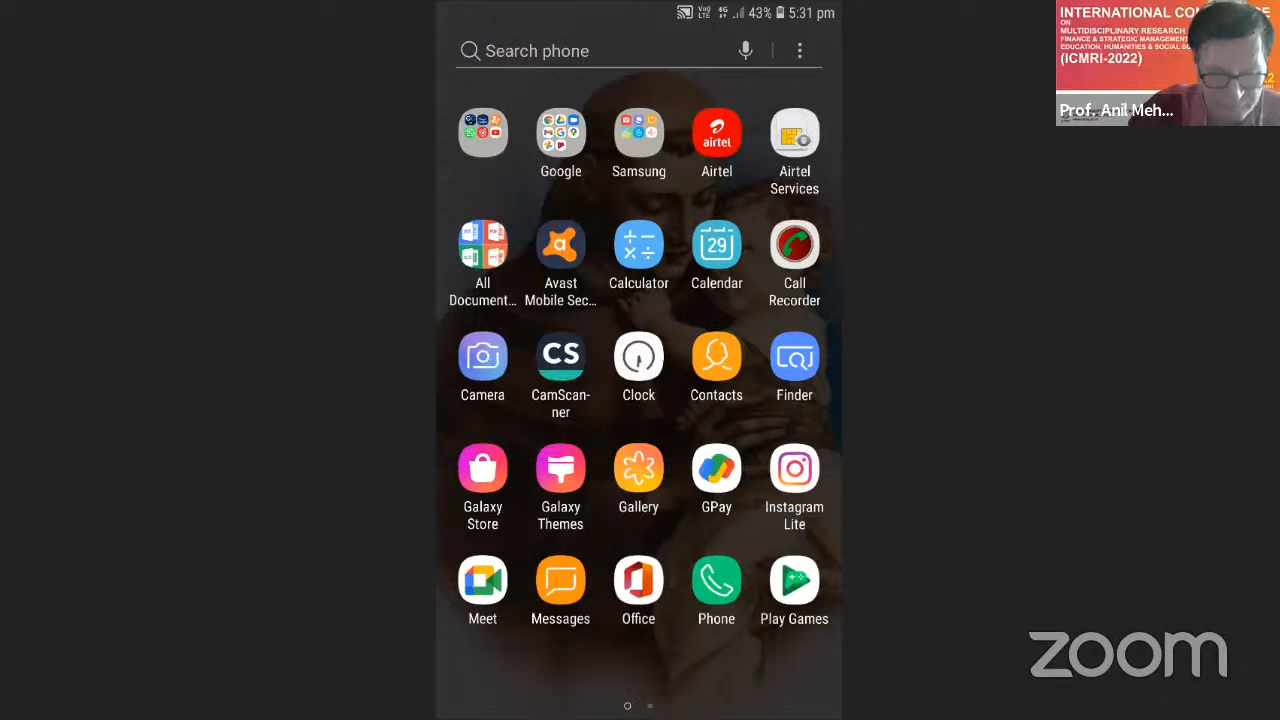 Vo)) LTE 4G 43% 5:31 pm
Search phone
Google
Samsung
airtel
Airtel
Airtel
Services
All
Document...
a
Avast
Mobile Sec...
Calculator
29
Calendar
Call
Recorder
Camera
CS
CamScan-
ner
Clock
Contacts
Finder
Galaxy
Store
Galaxy
Themes
Gallery
GPay
Instagram
Lite
Meet
Messages
Office
Phone
Play Games
INTERNATIONAL CO
ON
MULTIDISCIPLINARY RESEARCH
FINANCE & STRATEGIC MANAGEMENT
EDUCATION, HUMANITIES & SOCIAL
(ICMRI-2022)
Prof. Anil Meh...
zoom